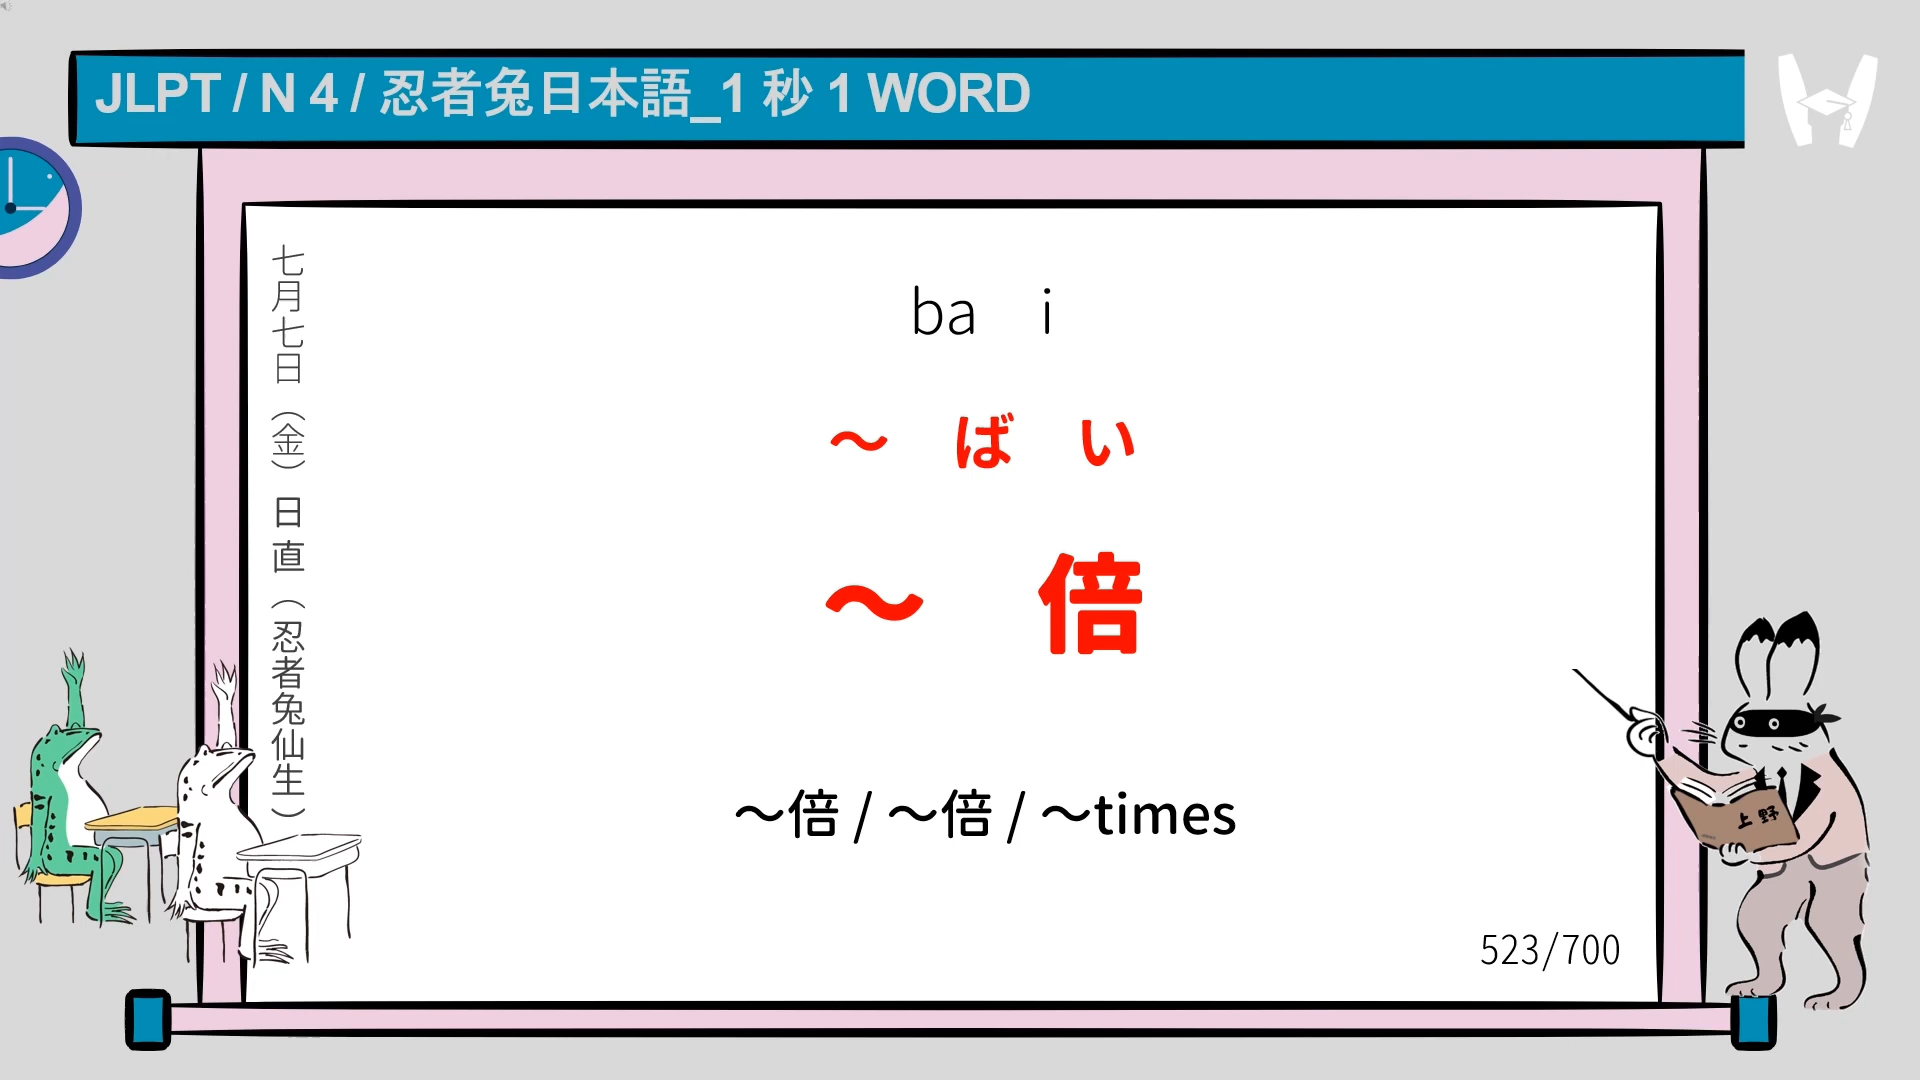 JLPT / N 4 / 忍者兔日本語_1 秒 1 WORD
七月七日（金）日直（忍者兔仙生）
ba i
～ ば い
～ 倍
～倍 / ～倍 / ～times
上野
523/700